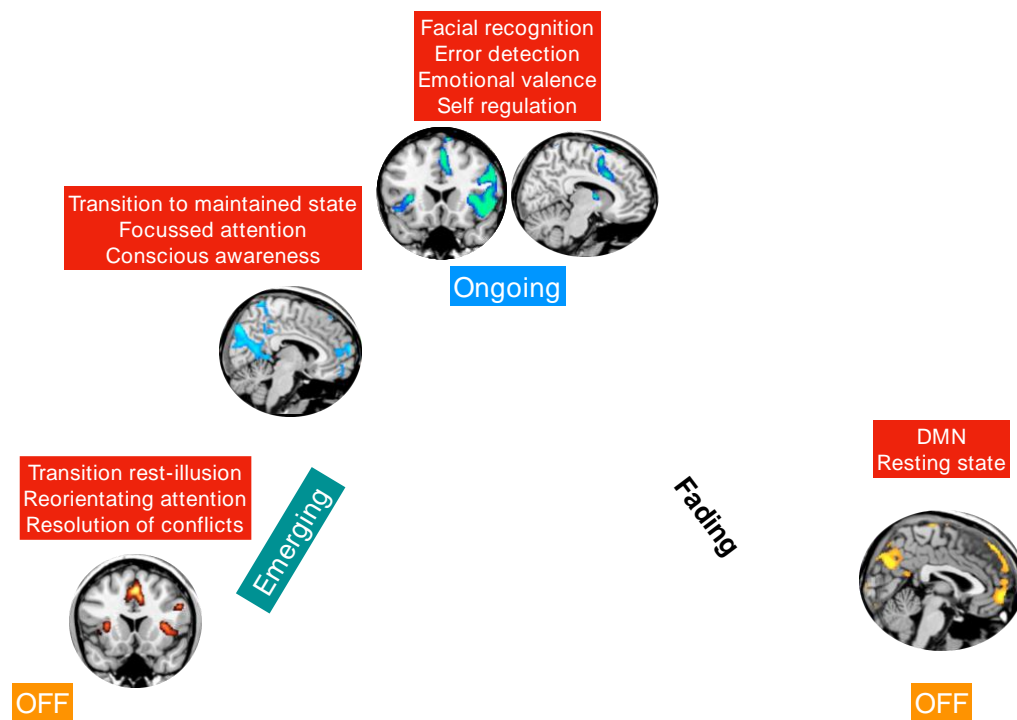 Facial recognition
Error detection
Emotional valence
Self regulation
Transition to maintained state
Focussed attention
Conscious awareness
Ongoing
DMN
Resting state
Transition rest-illusion
Reorientating attention
Resolution of conflicts
Emerging
Fading
OFF
OFF